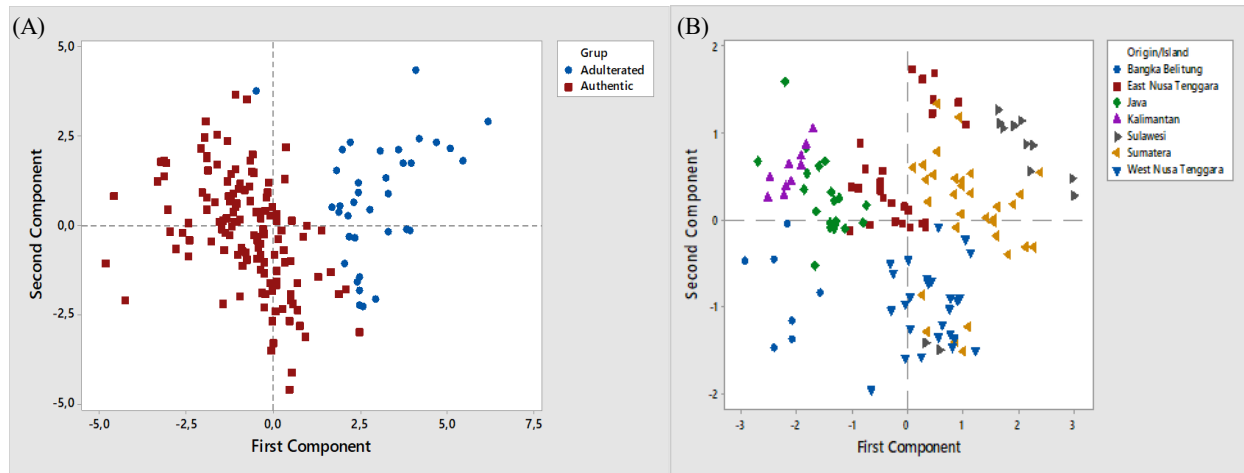 (A)
5,0
2,5
0,0
-2,5
-5,0
-5,0
-2,5
0,0
2,5
5,0
7,5
Second Component
First Component
Grup
Adulterated
Authentic
(B)
2
1
0
-1
-2
-3
-2
-1
0
1
2
3
Second Component
First Component
Origin/Island
Bangka Belitung
East Nusa Tenggara
Java
Kalimantan
Sulawesi
Sumatera
West Nusa Tenggara